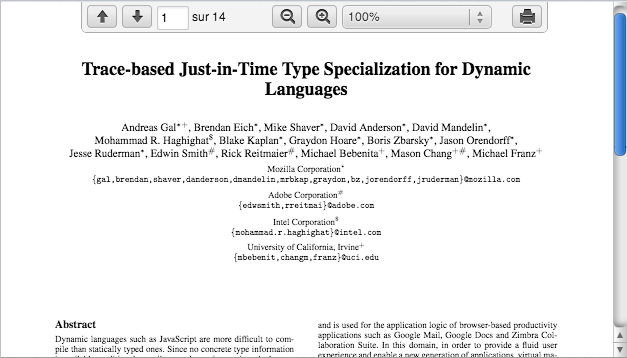 1 sur 14 100%
Trace-based Just-in-Time Type Specialization for Dynamic
Languages
Andreas Gal*+, Brendan Eich*, Mike Shaver*, David Anderson*, David Mandelin*,
Mohammad R. Haghighat$, Blake Kaplan*, Graydon Hoare*, Boris Zbarsky*, Jason Orendorff*,
Jesse Ruderman*, Edwin Smith#, Rick Reitmaier#, Michael Bebenita+, Mason Chang+#, Michael Franz+
Mozilla Corporation*
{gal,brendan,shaver,danderson,dmandelin,mrbkap,graydon,bz,jorendorff,jruderman}@mozilla.com
Adobe Corporation#
{edwsmith,rreitmai}@adobe.com
Intel Corporation$
{mohammad.r.haghighat}@intel.com
University of California, Irvine+
{mbebenit,changm,franz}@uci.edu
Abstract
Dynamic languages such as JavaScript are more difficult to com-
pile than statically typed ones. Since no concrete type information
and is used for the application logic of browser-based productivity
applications such as Google Mail, Google Docs and Zimbra Col-
laboration Suite. In this domain, in order to provide a fluid user
experience and enable a new generation of applications, virtual ma-